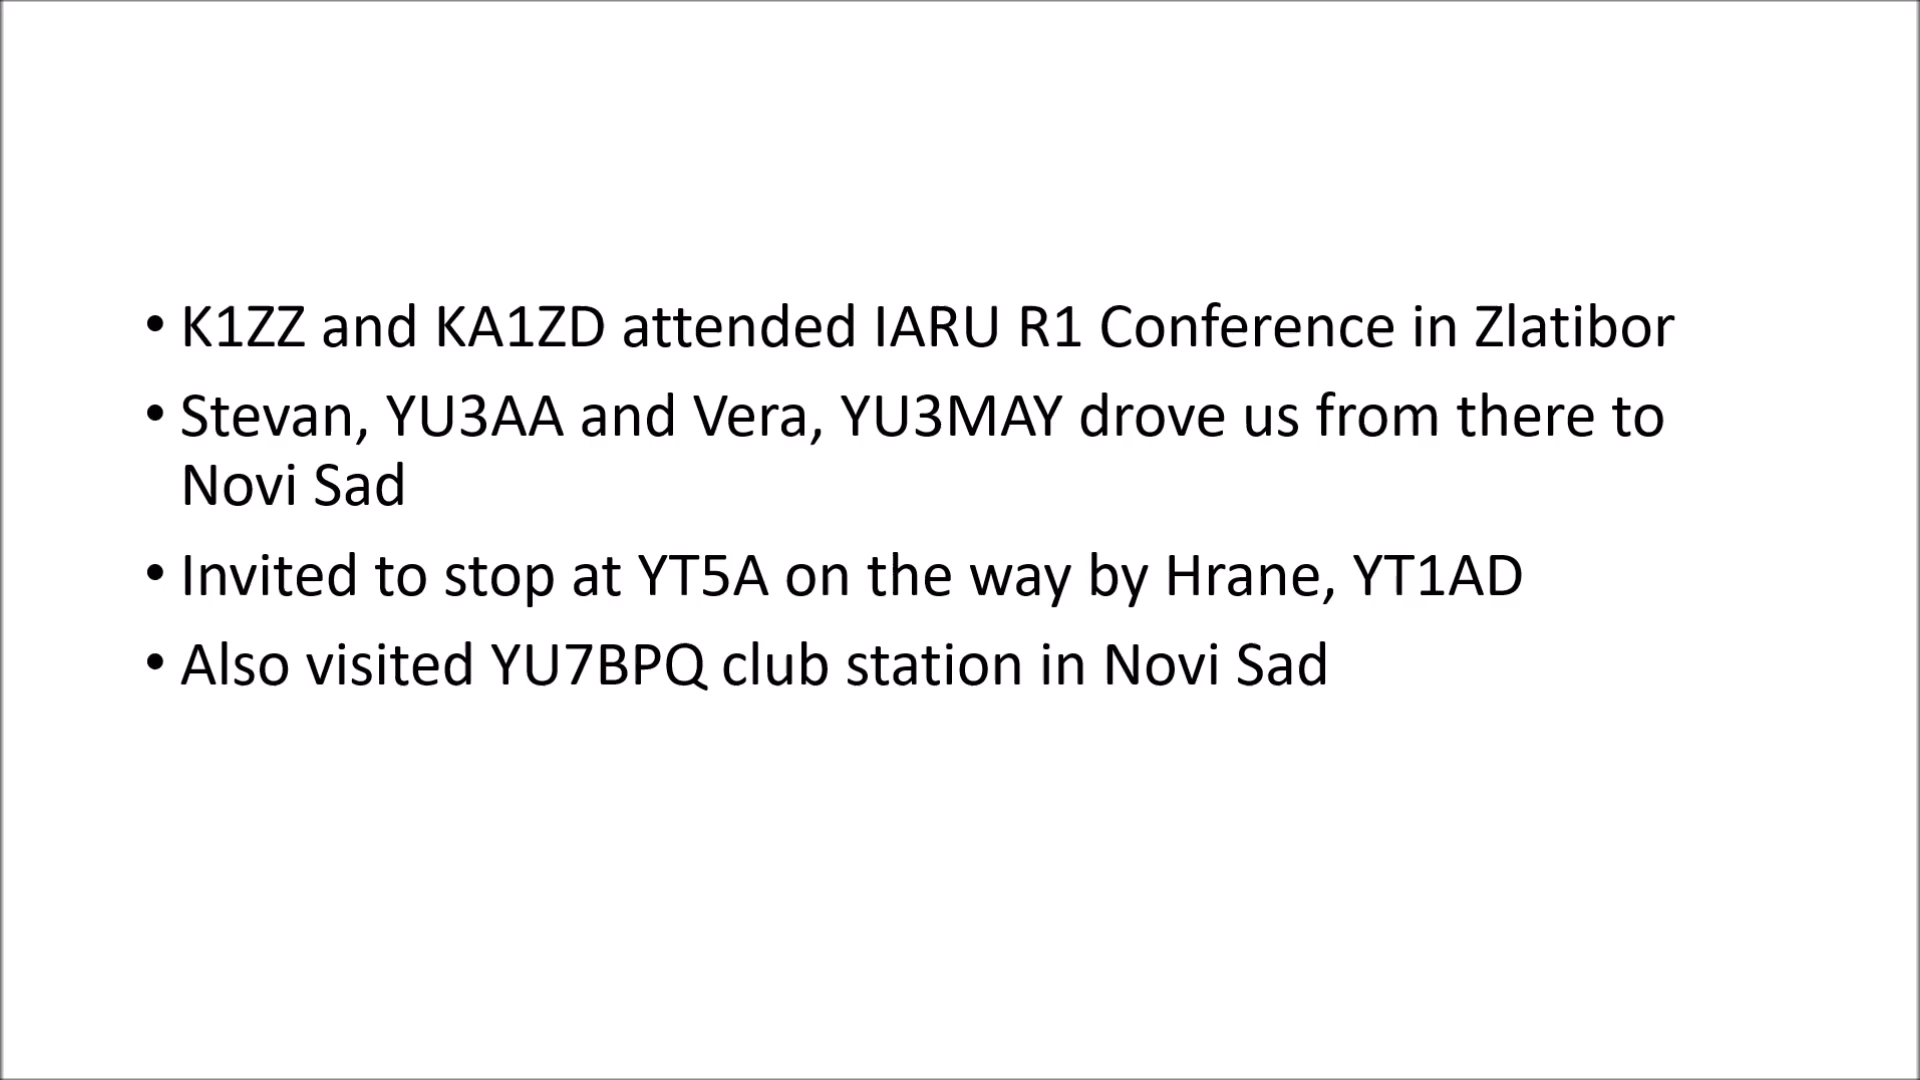 • K1ZZ and KA1ZD attended IARU R1 Conference in Zlatibor
• Stevan, YU3AA and Vera, YU3MAY drove us from there to
Novi Sad
• Invited to stop at YT5A on the way by Hrane, YT1AD
• Also visited YU7BPQ club station in Novi Sad